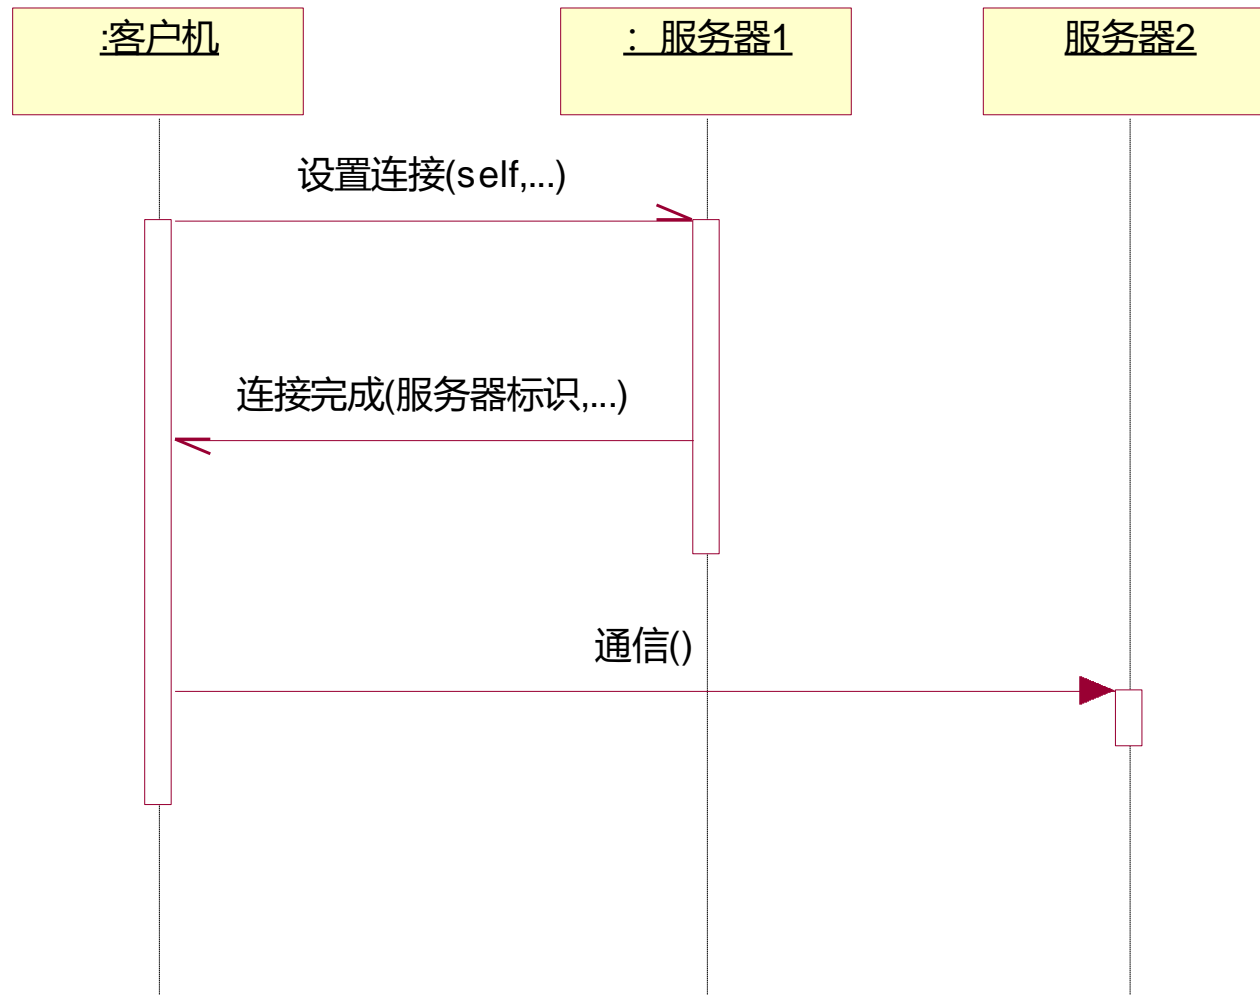 :客户机
：服务器1
服务器2
设置连接(self,...)
连接完成(服务器标识,...)
通信()